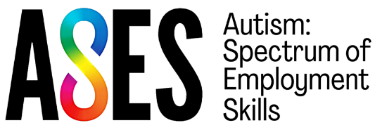 ASES
Autism:
Spectrum of
Employment
Skills